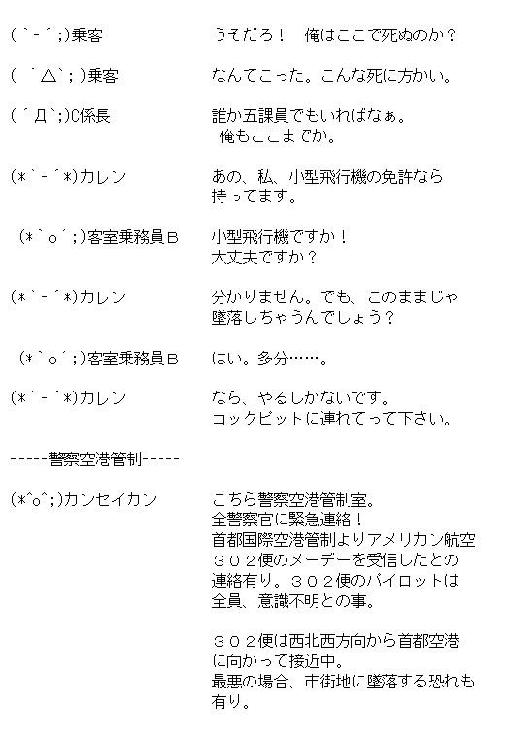 (｀-´;)乗客　うそだろ！　俺はここで死ぬのか？
( ´△`;)乗客　なんてこった。こんな死に方かい。
(´Д`;)C係長　誰か五課員でもいればなぁ。
俺もここまでか。
(*｀-´*)カレン　あの、私、小型飛行機の免許なら
持ってます。
(*｀o´;)客室乗務員Ｂ　小型飛行機ですか！
大丈夫ですか？
(*｀-´*)カレン　分かりません。でも、このままじゃ
墜落しちゃうんでしょう？
(*｀o´;)客室乗務員Ｂ　はい。多分……。
(*｀-´*)カレン　なら、やるしかないです。
コックピットに連れてって下さい。
-----警察空港管制-----
(*^o^;)カンセイカン　こちら警察空港管制室。
全警察官に緊急連絡！
首都国際空港管制よりアメリカン航空
３０２便のメーデーを受信したとの
連絡有り。３０２便のパイロットは
全員、意識不明との事。
３０２便は西北西方向から首都空港
に向かって接近中。
最悪の場合、市街地に墜落する恐れも
有り。